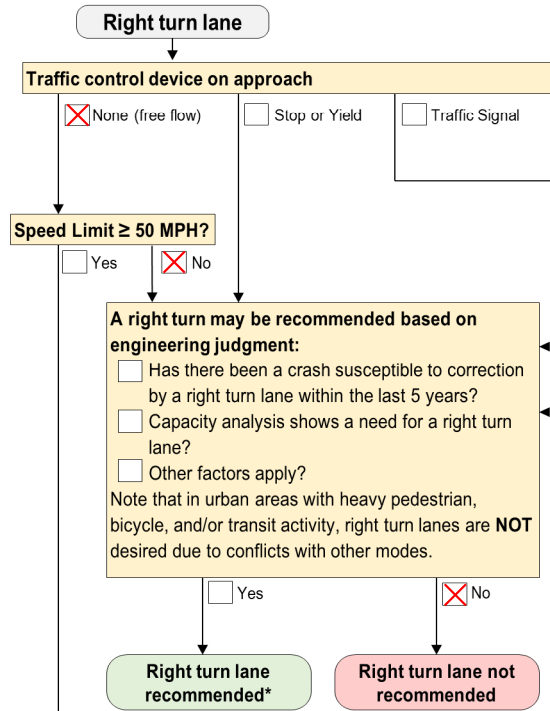 Right turn lane
Traffic control device on approach
None (free flow)
Stop or Yield
Traffic Signal
Speed Limit ≥ 50 MPH?
Yes
No
A right turn may be recommended based on
engineering judgment:
Has there been a crash susceptible to correction
by a right turn lane within the last 5 years?
Capacity analysis shows a need for a right turn
lane?
Other factors apply?
Note that in urban areas with heavy pedestrian,
bicycle, and/or transit activity, right turn lanes are NOT
desired due to conflicts with other modes.
Yes
No
Right turn lane
recommended*
Right turn lane not
recommended